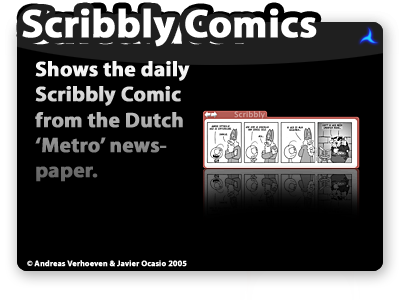 Scribbly Comics
Shows the daily
Scribbly Comic
from the Dutch
‘Metro’ news-
paper.
Scribbly
© Andreas Verhoeven & Javier Ocasio 2005